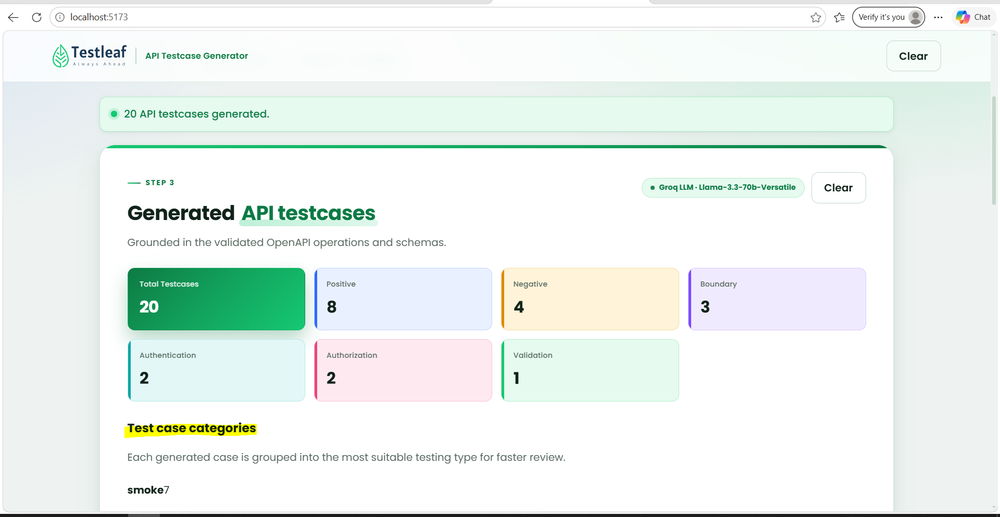 localhost:5173
Verify it's you
Chat
Testleaf
Always Ahead
API Testcase Generator
Clear
20 API testcases generated.
STEP 3
Groq LLM · Llama-3.3-70b-Versatile
Clear
Generated API testcases
Grounded in the validated OpenAPI operations and schemas.
Total Testcases
20
Positive
8
Negative
4
Boundary
3
Authentication
2
Authorization
2
Validation
1
Test case categories
Each generated case is grouped into the most suitable testing type for faster review.
smoke7